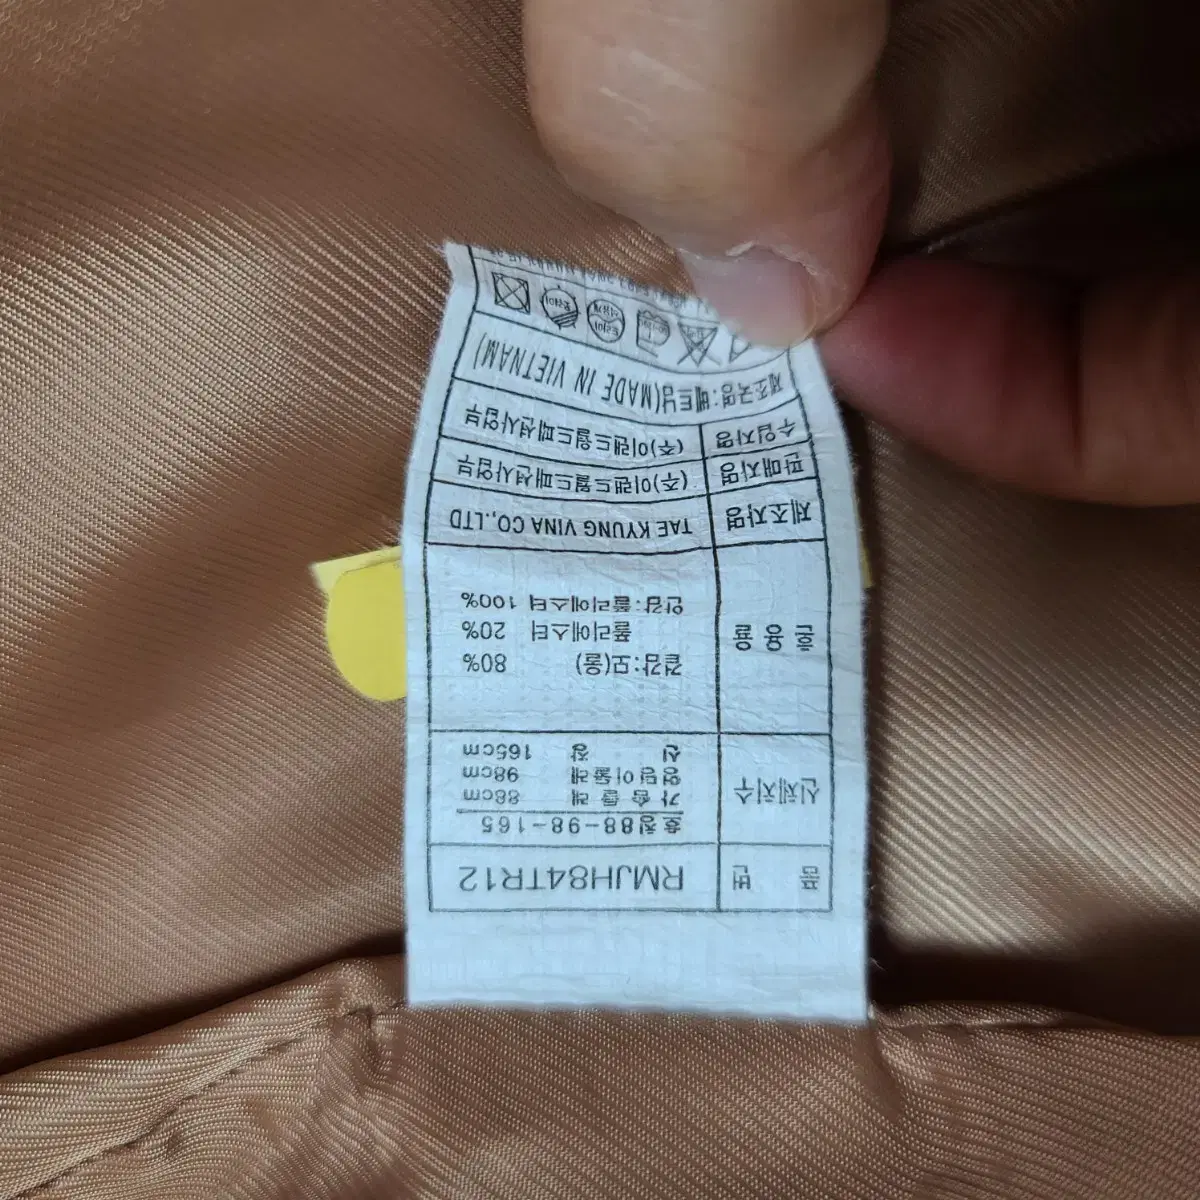 품 번 RMJH84TR12
신체치수 호칭88-98-165
가 슴 둘 레 88cm
엉덩이둘레 98cm
신 장 165cm
혼 용 율
겉감:모(울) 80%
폴리에스터 20%
안감:폴리에스터 100%
제조자명 TAE KYUNG VINA CO.,LTD
판매자명 (주)이랜드월드패션사업부
수입자명 (주)이랜드월드패션사업부
제조국명:베트남(MADE IN VIETNAM)
드라이